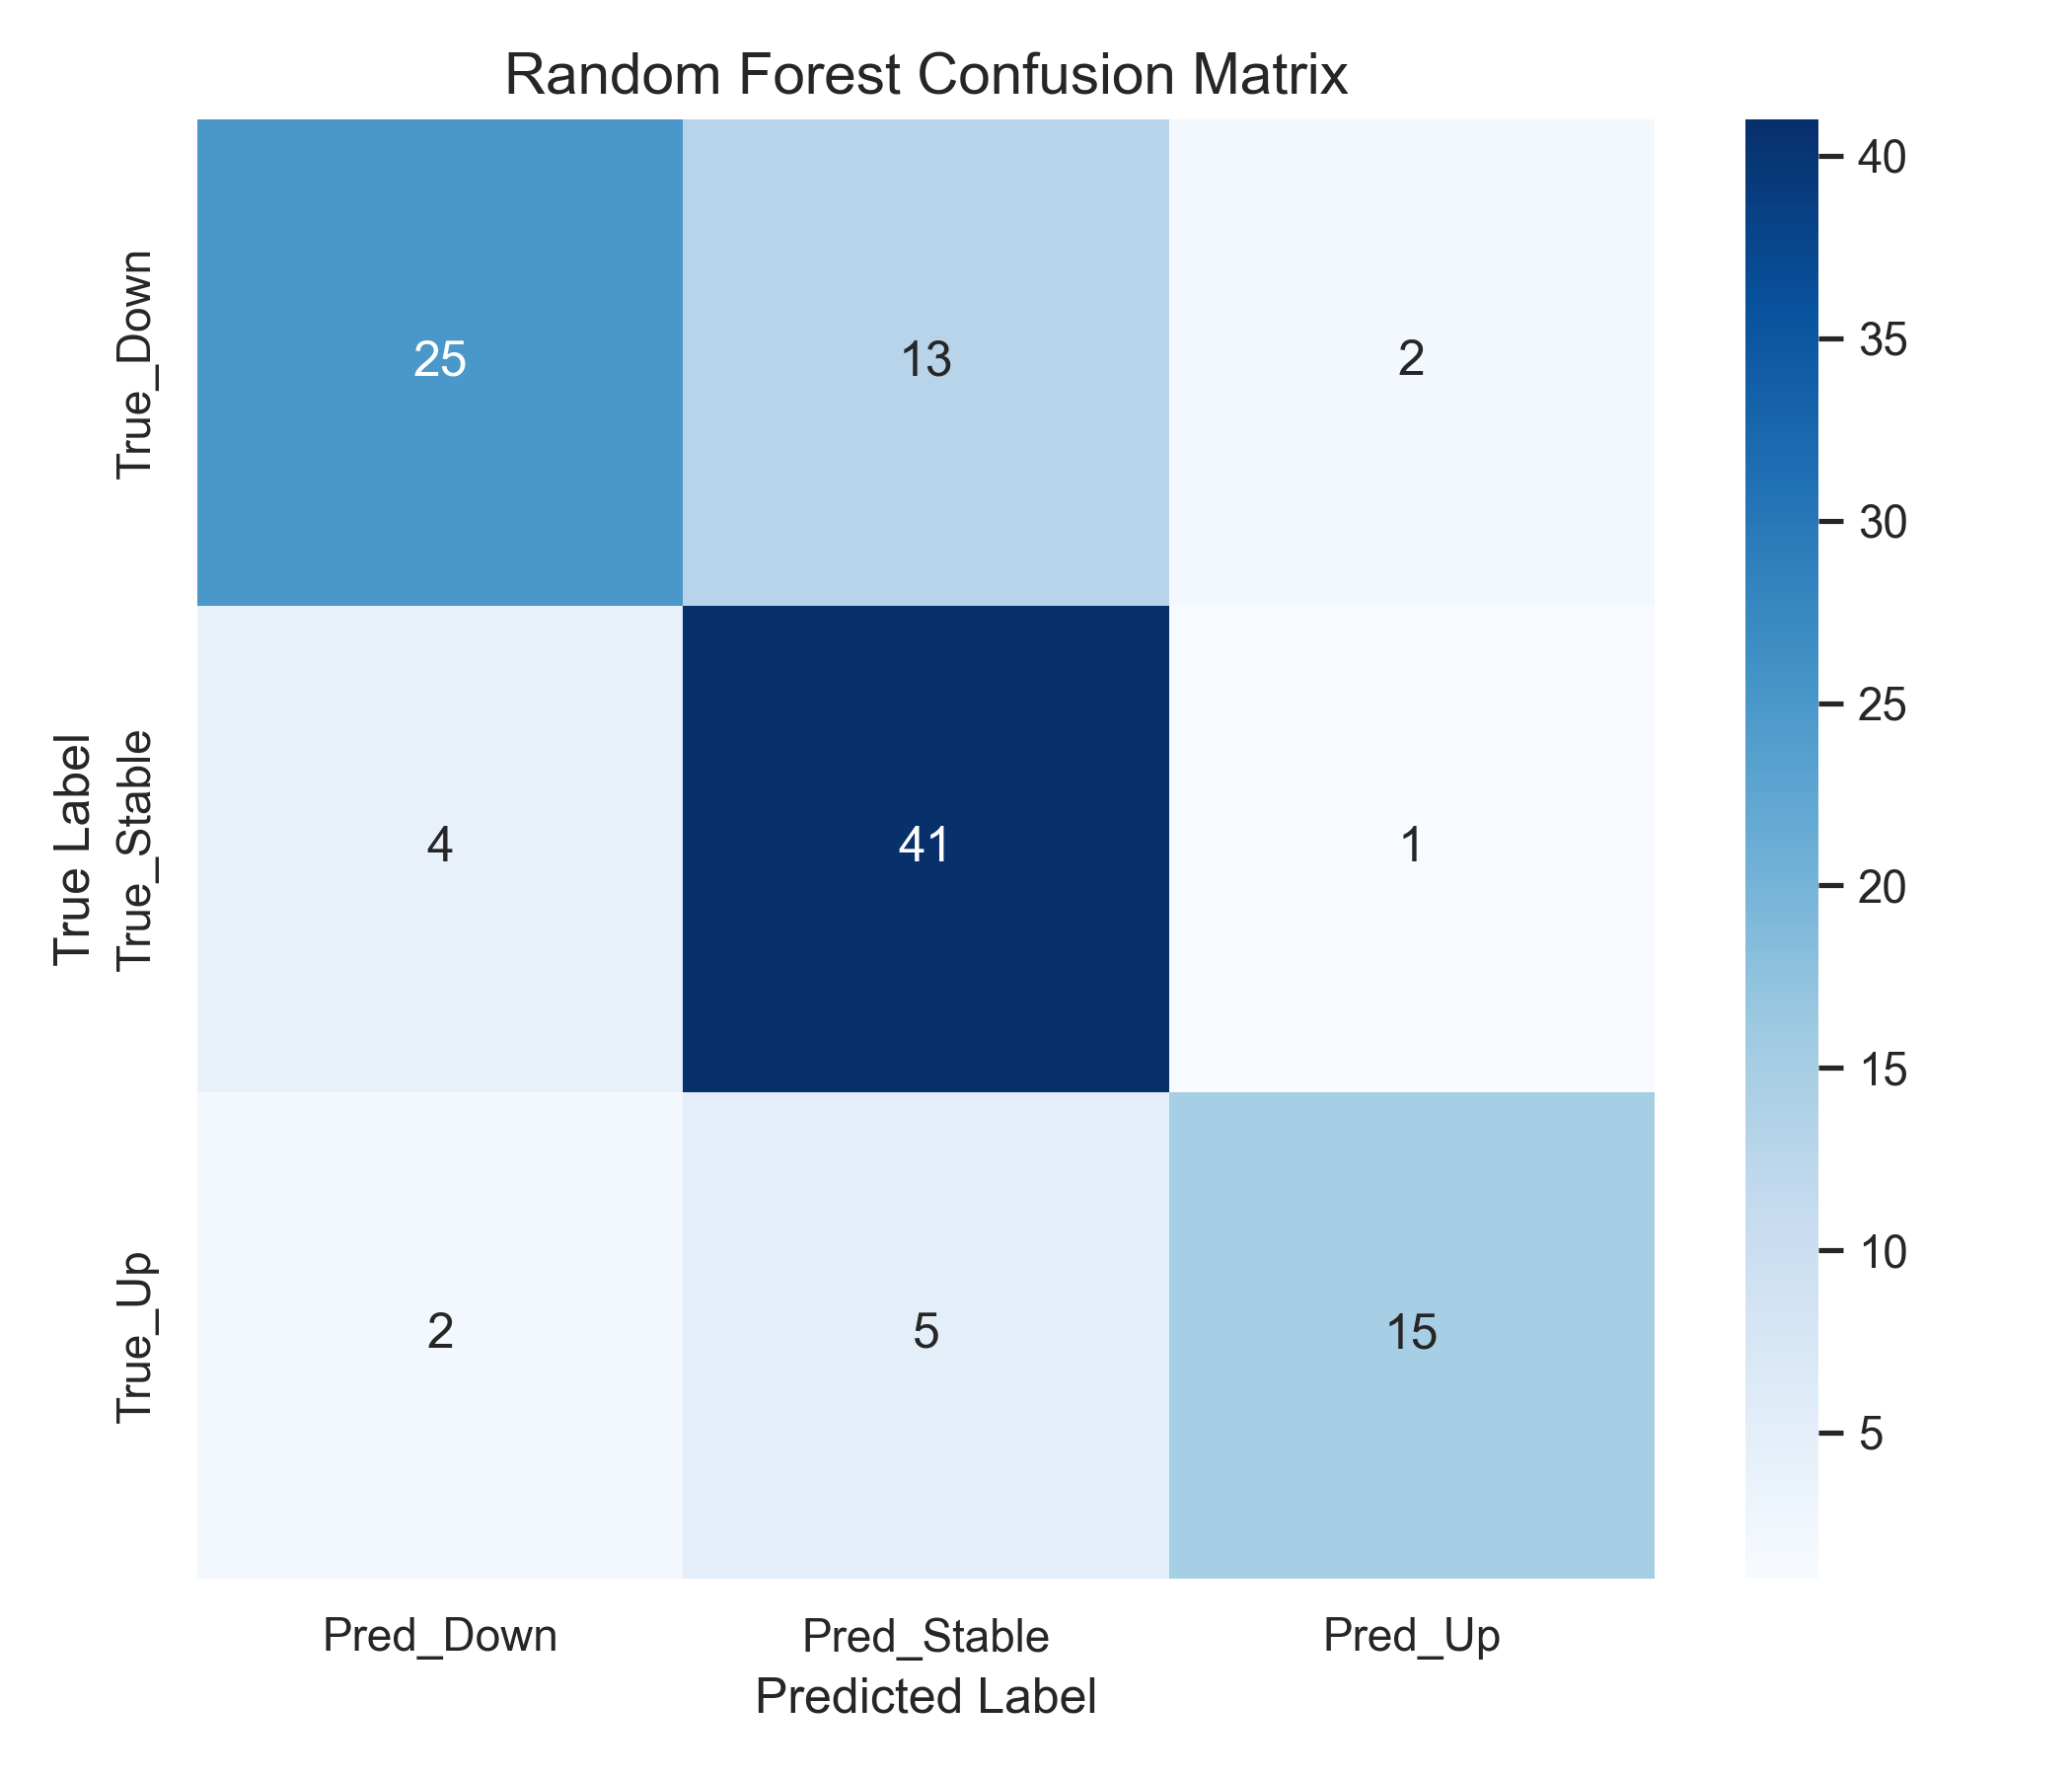 Random Forest Confusion Matrix
True Label
True_Down
25 13 2
True_Stable
4 41 1
True_Up
2 5 15
Pred_Down Pred_Stable Pred_Up
Predicted Label
40
35
30
25
20
15
10
5